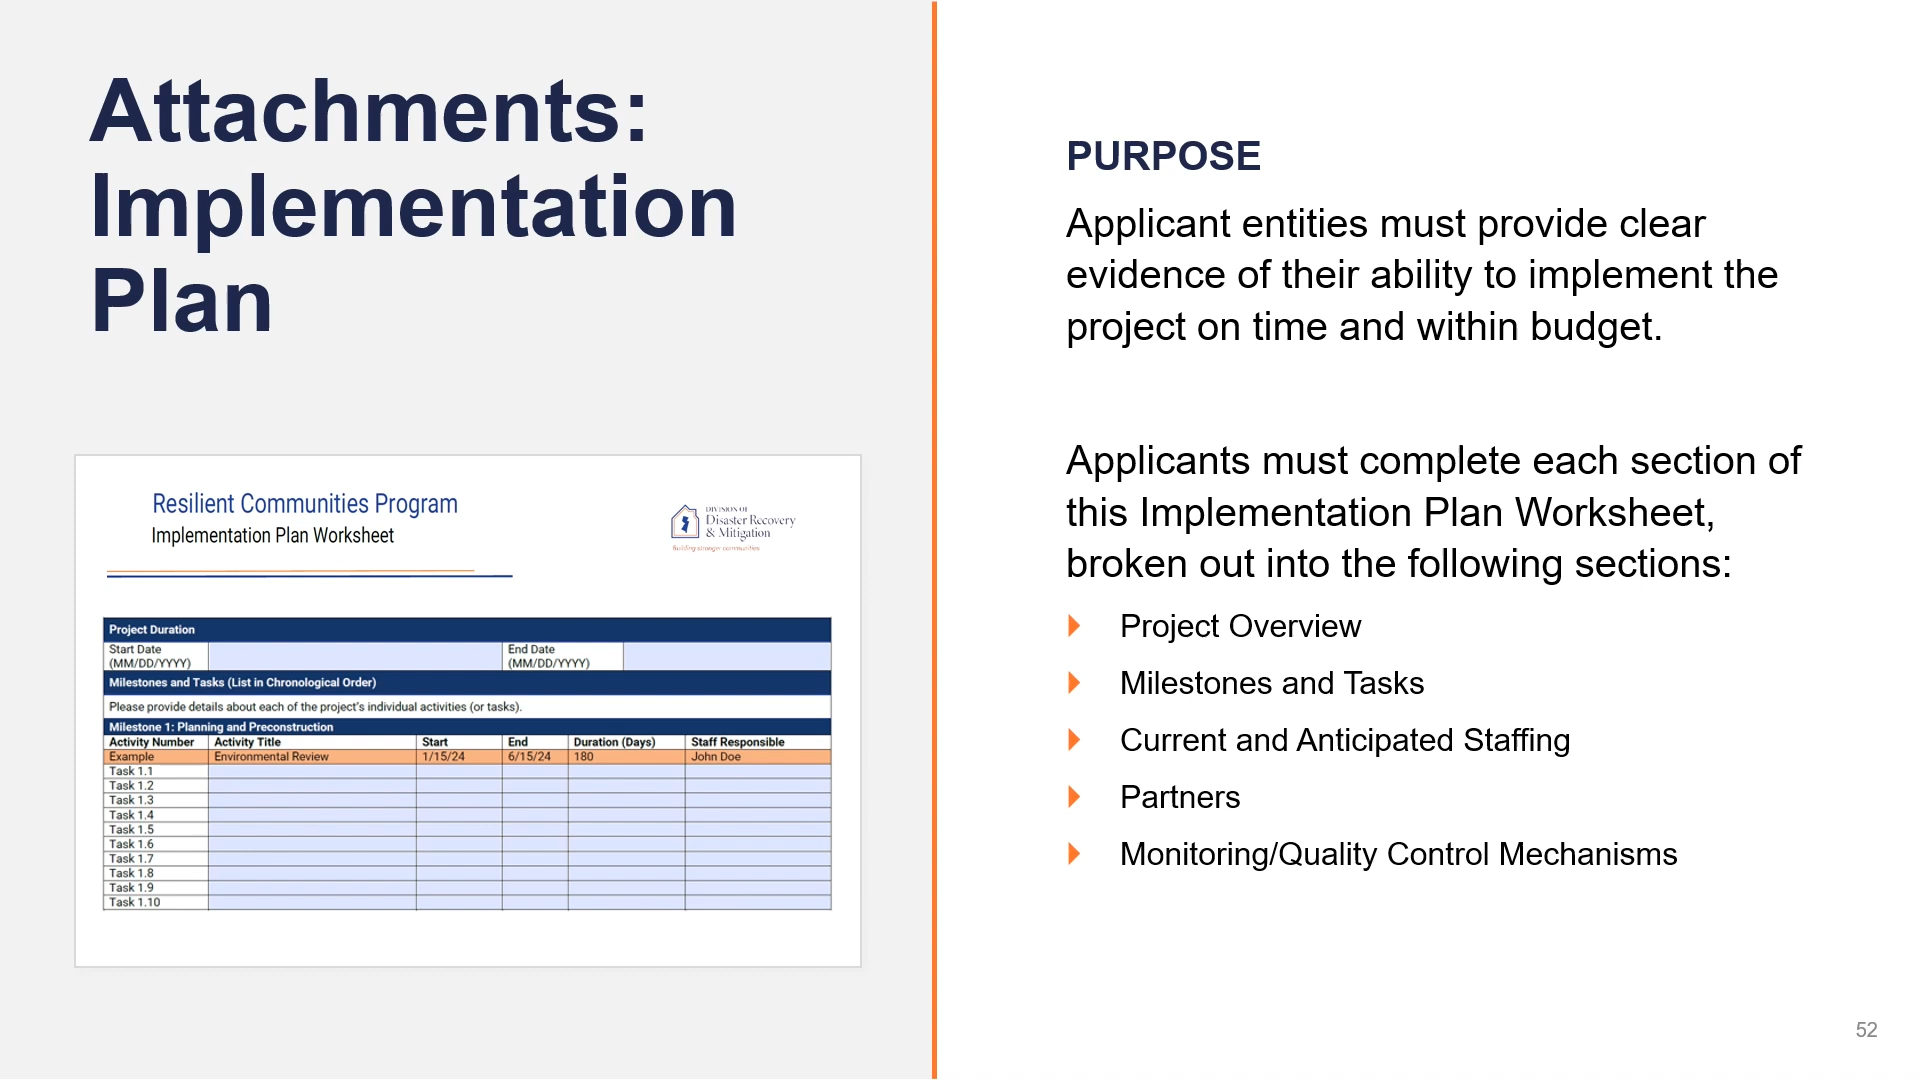 Attachments:
Implementation
Plan
Resilient Communities Program
Implementation Plan Worksheet
DIVISION OF
Disaster Recovery
& Mitigation
Building stronger communities
Project Duration
Start Date
(MM/DD/YYYY)
End Date
(MM/DD/YYYY)
Milestones and Tasks (List in Chronological Order)
Please provide details about each of the project's individual activities (or tasks).
Milestone 1: Planning and Preconstruction
Activity Number Activity Title Start End Duration (Days) Staff Responsible
Example Environmental Review 1/15/24 6/15/24 180 John Doe
Task 1.1
Task 1.2
Task 1.3
Task 1.4
Task 1.5
Task 1.6
Task 1.7
Task 1.8
Task 1.9
Task 1.10
PURPOSE
Applicant entities must provide clear
evidence of their ability to implement the
project on time and within budget.
Applicants must complete each section of
this Implementation Plan Worksheet,
broken out into the following sections:
Project Overview
Milestones and Tasks
Current and Anticipated Staffing
Partners
Monitoring/Quality Control Mechanisms
52